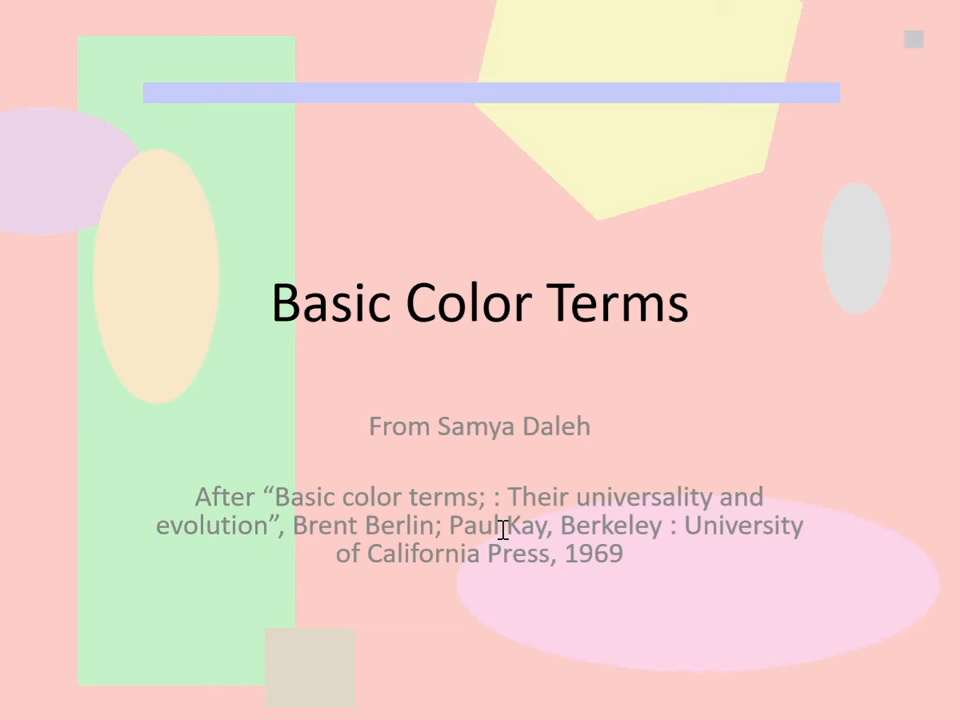 Basic Color Terms
From Samya Daleh
After “Basic color terms; : Their universality and
evolution”, Brent Berlin; Paul Kay, Berkeley : University
of California Press, 1969